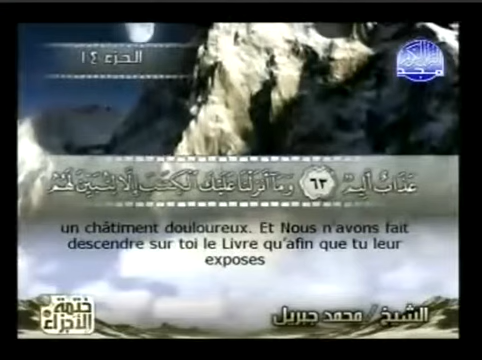 الجزء ١٤
المجد
عَذَابٌ أَلِيمٌ ٦٣ وَمَا أَنزَلْنَا عَلَيْكَ الْكِتَابَ إِلَّا لِتُبَيِّنَ لَهُمُ
un châtiment douloureux. Et Nous n'avons fait
descendre sur toi le Livre qu'afin que tu leur
exposes
ختمة
الأجزاء
الشيخ / محمد جبريل